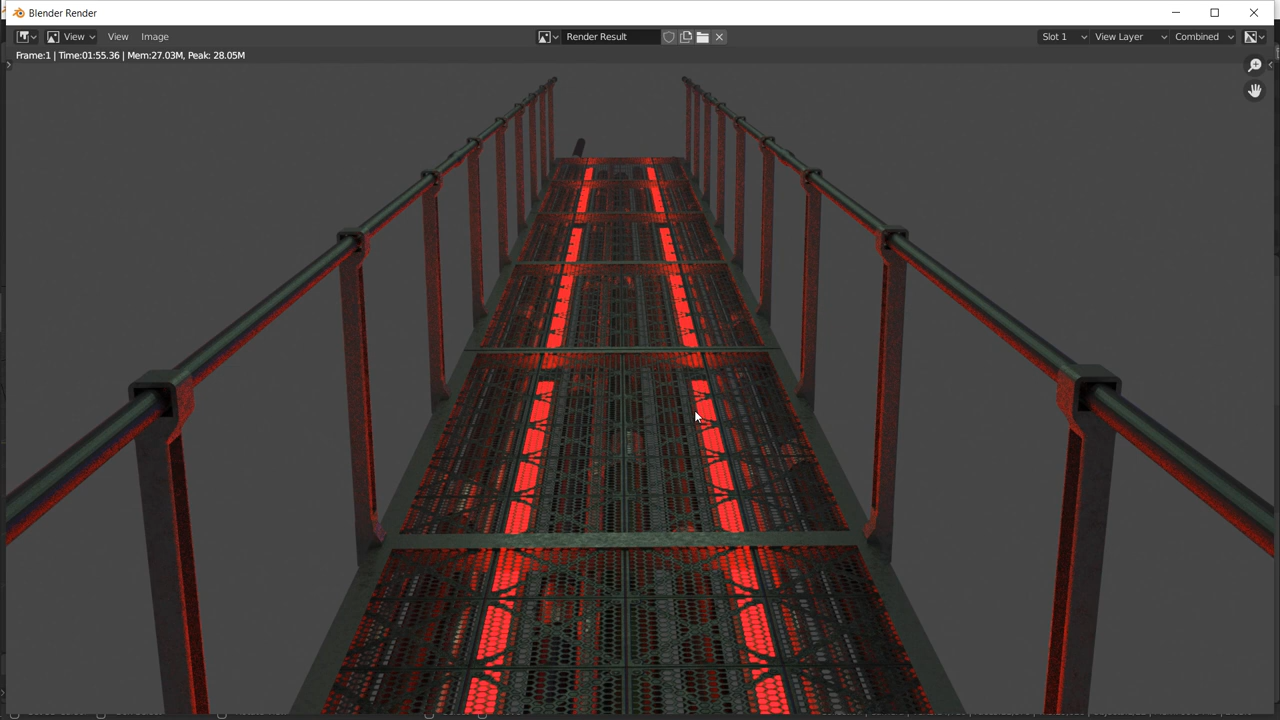 Blender Render
View View Image Render Result Slot 1 View Layer Combined
Frame:1 | Time:01:55.36 | Mem:27.03M, Peak: 28.05M